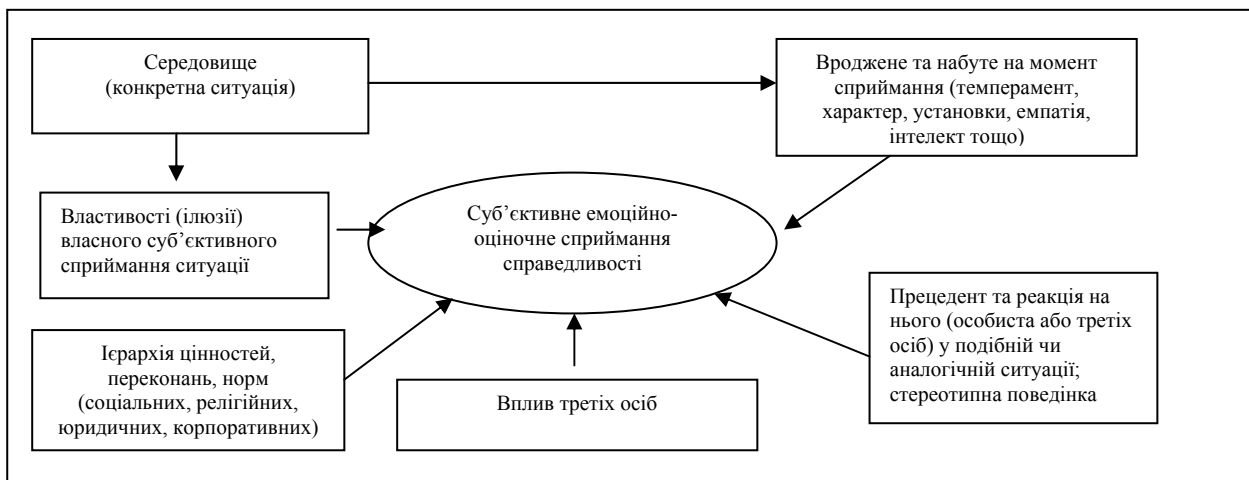 Середовище
(конкретна ситуація)
Вроджене та набуте на момент
сприймання (темперамент,
характер, установки, емпатія,
інтелект тощо)
Властивості (ілюзії)
власного суб’єктивного
сприймання ситуації
Суб’єктивне емоційно-
оціночне сприймання
справедливості
Прецедент та реакція на
нього (особиста або третіх
осіб) у подібній чи
аналогічній ситуації;
стереотипна поведінка
Ієрархія цінностей,
переконань, норм
(соціальних, релігійних,
юридичних, корпоративних)
Вплив третіх осіб